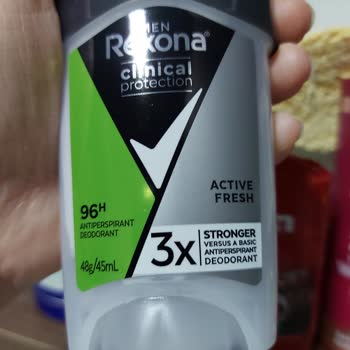 MEN
Rexona®
clinical
protection
ACTIVE
FRESH
96H
ANTIPERSPIRANT
DEODORANT
48g/45mL
3x
STRONGER
VERSUS A BASIC
ANTIPERSPIRANT
DEODORANT